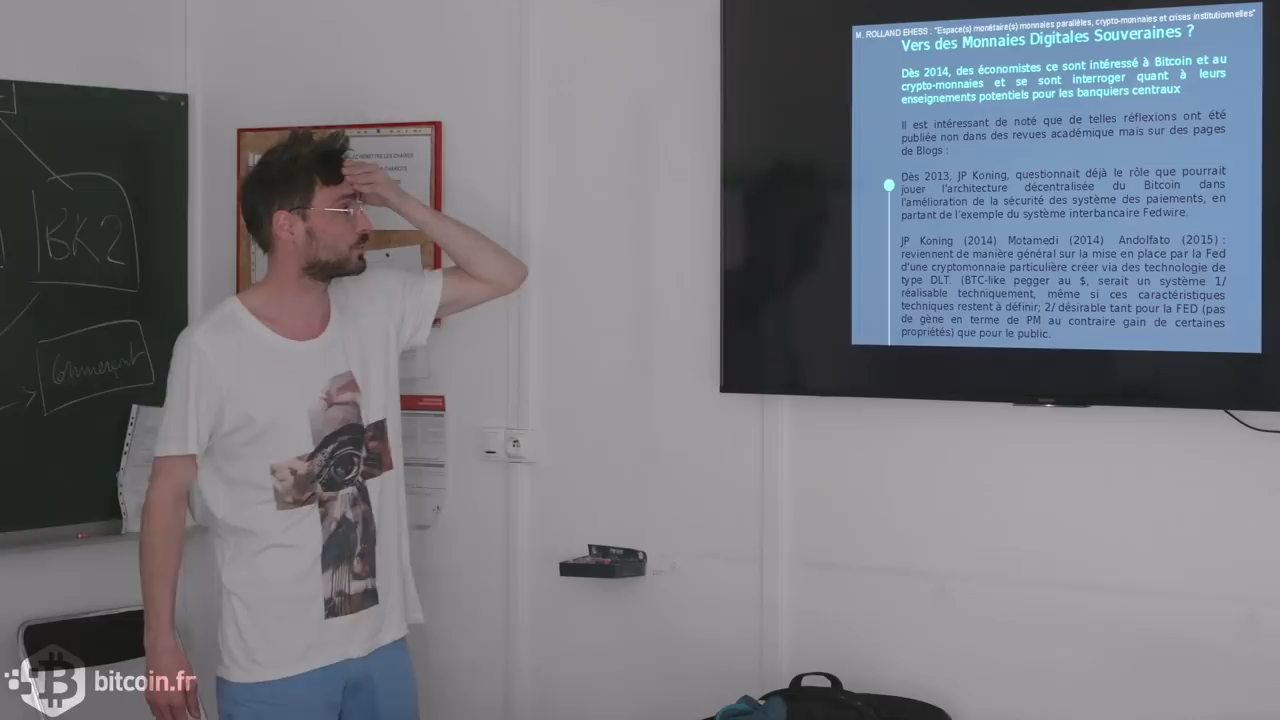 M. ROLLAND EHESS : "Espace(s) monétaire(s) monnaies parallèles, crypto-monnaies et crises institutionnelles"
Vers des Monnaies Digitales Souveraines ?
Dès 2014, des économistes ce sont intéressé à Bitcoin et au
crypto-monnaies et se sont interroger quant à leurs
enseignements potentiels pour les banquiers centraux
Il est intéressant de noté que de telles réflexions ont été
publiée non dans des revues académique mais sur des pages
de Blogs :
Dès 2013, JP Koning, questionnait déjà le rôle que pourrait
jouer l'architecture décentralisée du Bitcoin dans
l'amélioration de la sécurité des système des paiements, en
partant de l'exemple du système interbancaire Fedwire.
JP Koning (2014) Motamedi (2014) Andolfato (2015) :
reviennent de manière général sur la mise en place par la Fed
d'une cryptomonnaie particulière créer via des technologie de
type DLT. (BTC-like pegger au $, serait un système 1/
réalisable techniquement, même si ces caractéristiques
techniques restent à définir; 2/ désirable tant pour la FED (pas
de gène en terme de PM au contraire gain de certaines
propriétés) que pour le public.
BK2
Commerçant
REMETTRE LES CHAISES
bitcoin.fr